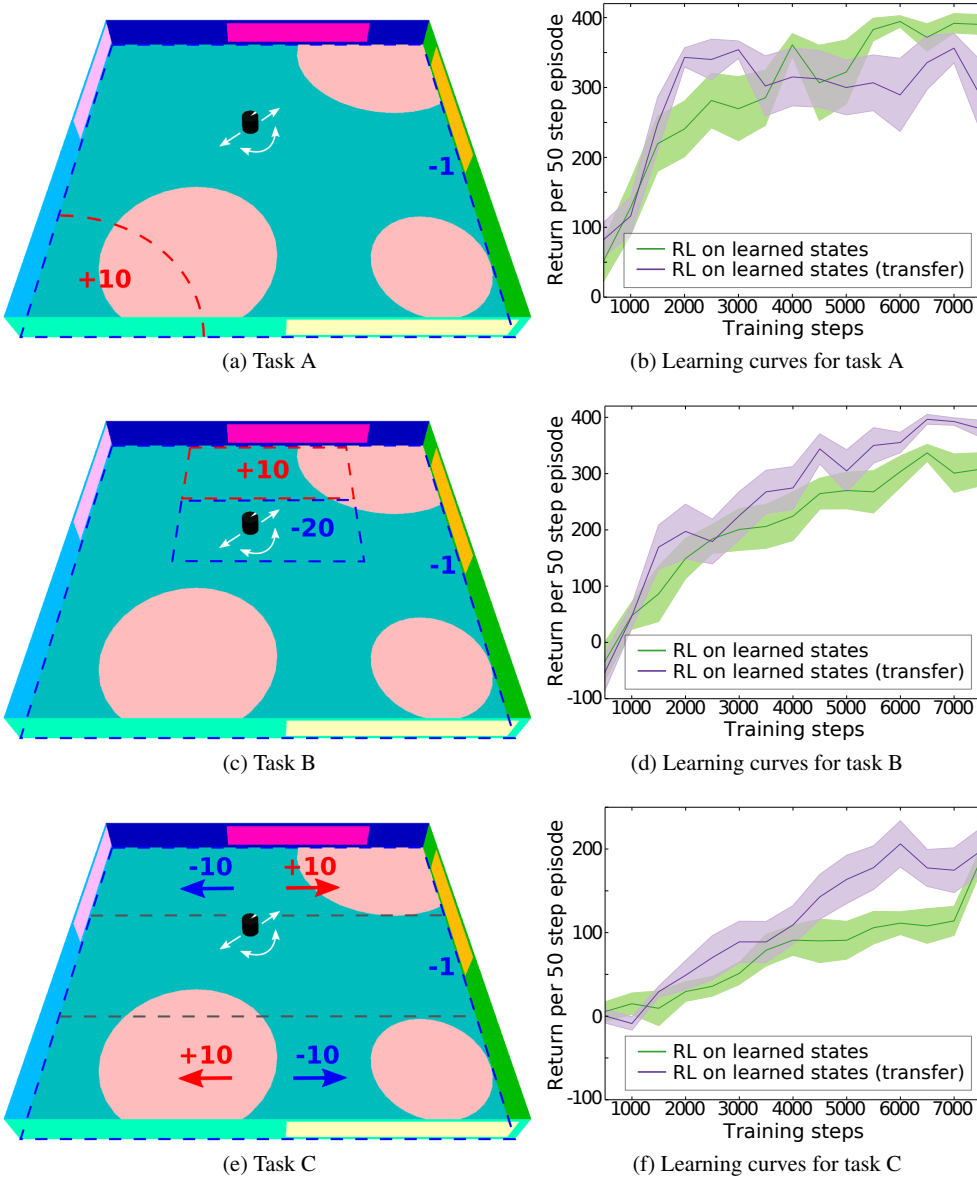 +10
-1
(a) Task A
Return per 50 step episode
400
300
200
100
0
RL on learned states
RL on learned states (transfer)
1000 2000 3000 4000 5000 6000 7000
Training steps
(b) Learning curves for task A
+10
-20
-1
(c) Task B
Return per 50 step episode
400
300
200
100
0
-100
RL on learned states
RL on learned states (transfer)
1000 2000 3000 4000 5000 6000 7000
Training steps
(d) Learning curves for task B
-10 +10
-1
+10 -10
(e) Task C
Return per 50 step episode
200
100
0
-100
RL on learned states
RL on learned states (transfer)
1000 2000 3000 4000 5000 6000 7000
Training steps
(f) Learning curves for task C